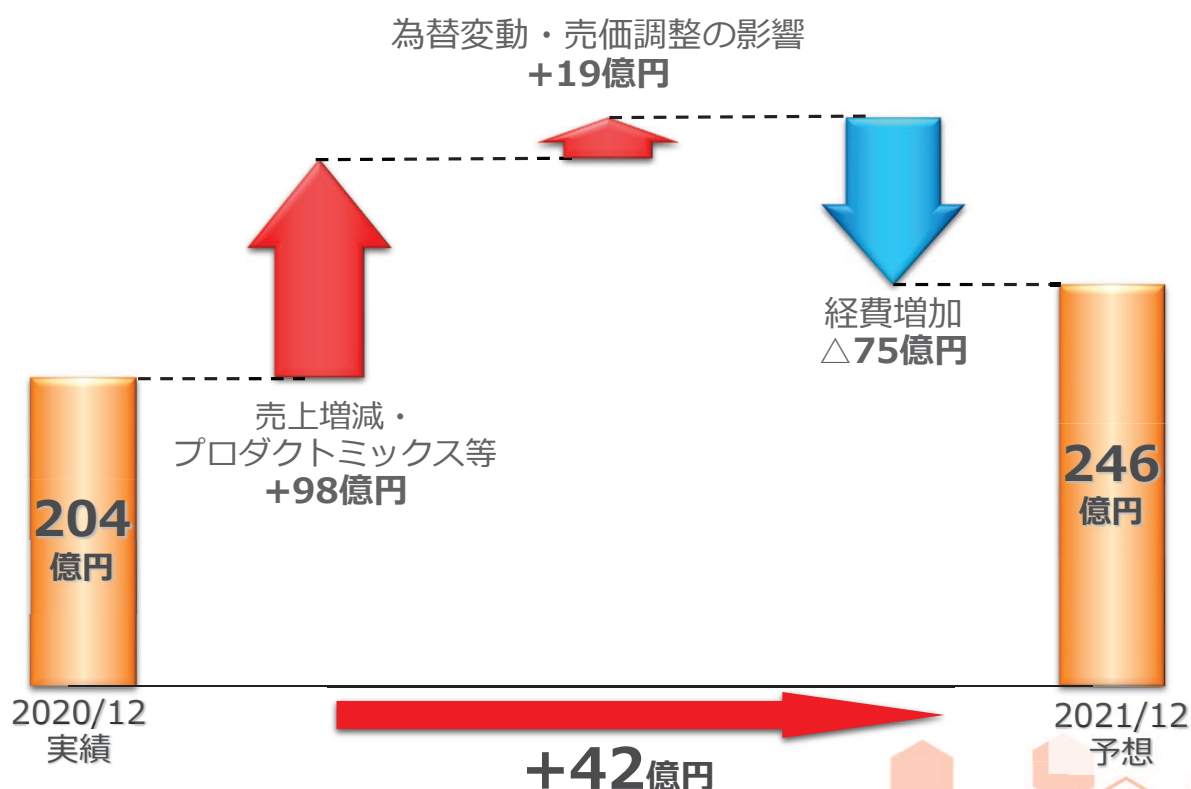 為替変動・売価調整の影響
+19億円
売上増減・
プロダクトミックス等
+98億円
経費増加
△75億円
204
億円
246
億円
2020/12
実績
2021/12
予想
+42億円